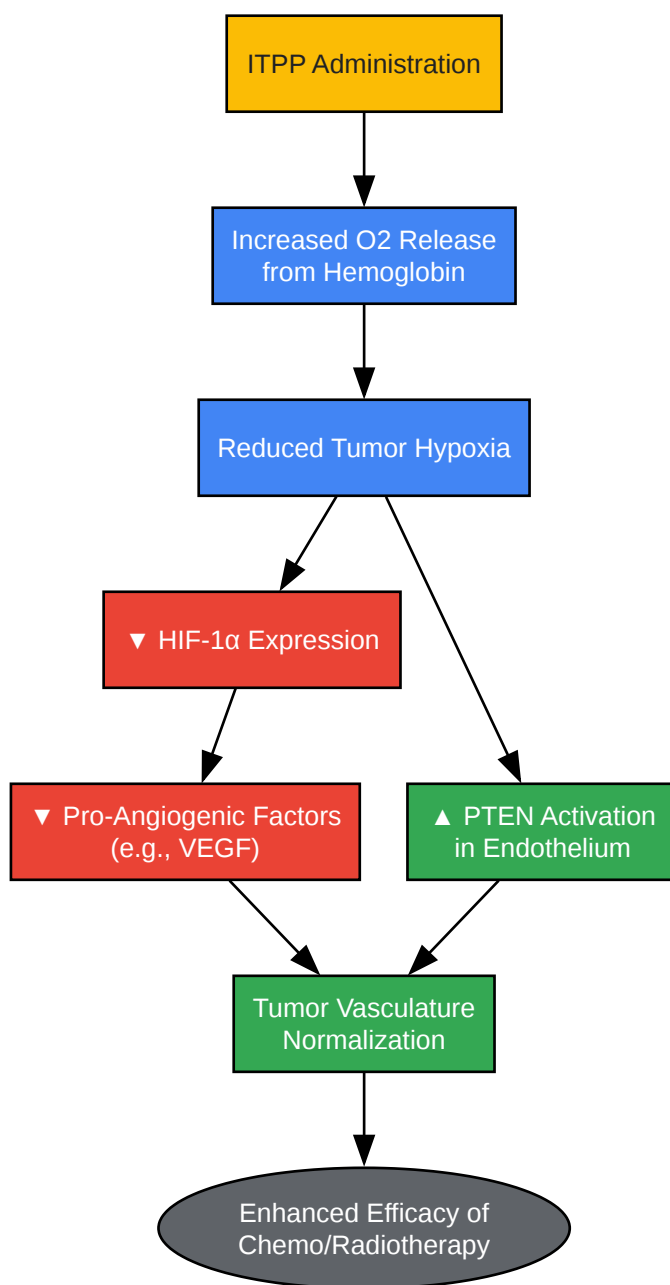 ITPP Administration
Increased O2 Release
from Hemoglobin
Reduced Tumor Hypoxia
▼ HIF-1α Expression
▼ Pro-Angiogenic Factors
(e.g., VEGF)
▲ PTEN Activation
in Endothelium
Tumor Vasculature
Normalization
Enhanced Efficacy of
Chemo/Radiotherapy